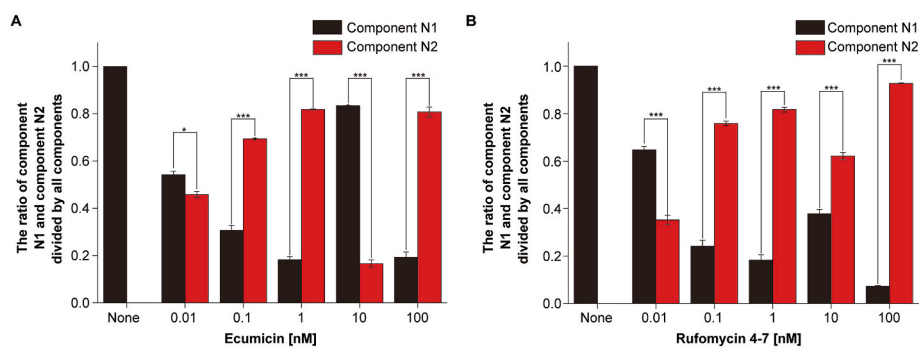 A
Component N1
Component N2
The ratio of component
N1 and component N2
divided by all components
1.0
0.8
0.6
0.4
0.2
0.0
*
***
***
***
***
None
0.01
0.1
1
10
100
Ecumicin [nM]
B
Component N1
Component N2
The ratio of component
N1 and component N2
divided by all components
1.0
0.8
0.6
0.4
0.2
0.0
***
***
***
***
***
None
0.01
0.1
1
10
100
Rufomycin 4-7 [nM]